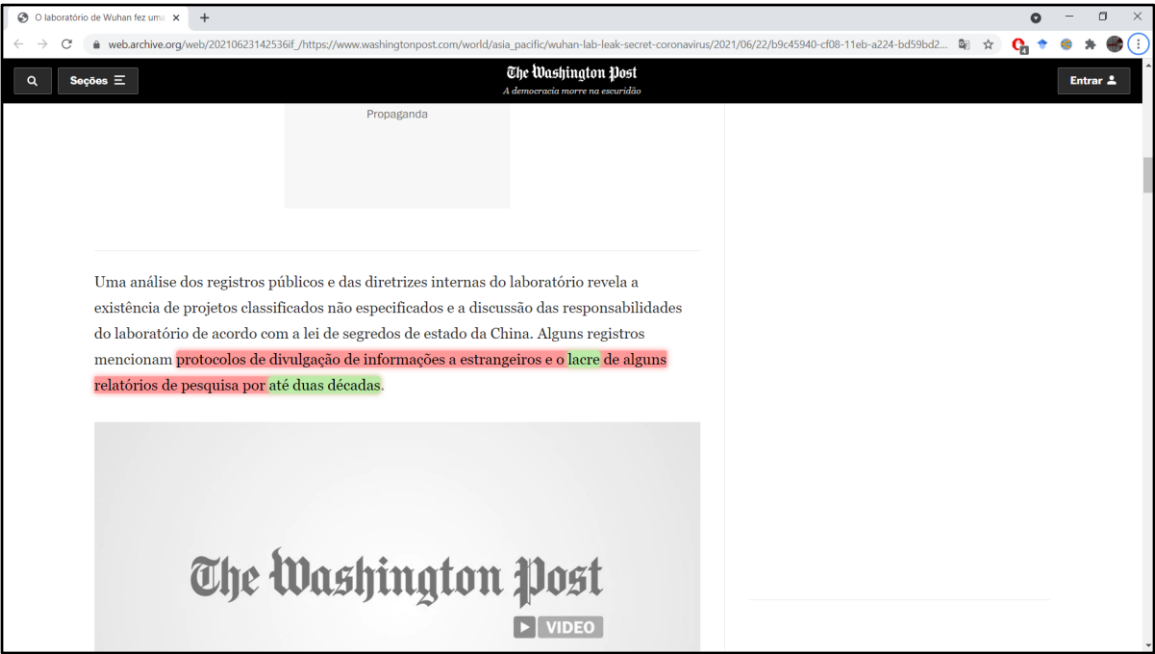 O laboratório de Wuhan fez uma
web.archive.org/web/20210623142536if_/https://www.washingtonpost.com/world/asia_pacific/wuhan-lab-leak-secret-coronavirus/2021/06/22/b9c45940-cf08-11eb-a224-bd59bd2...
4
Seções
The Washington Post
A democracia morre na escuridão
Entrar
Propaganda
Uma análise dos registros públicos e das diretrizes internas do laboratório revela a
existência de projetos classificados não especificados e a discussão das responsabilidades
do laboratório de acordo com a lei de segredos de estado da China. Alguns registros
mencionam protocolos de divulgação de informações a estrangeiros e o lacre de alguns
relatórios de pesquisa por até duas décadas.
The Washington Post
VIDEO